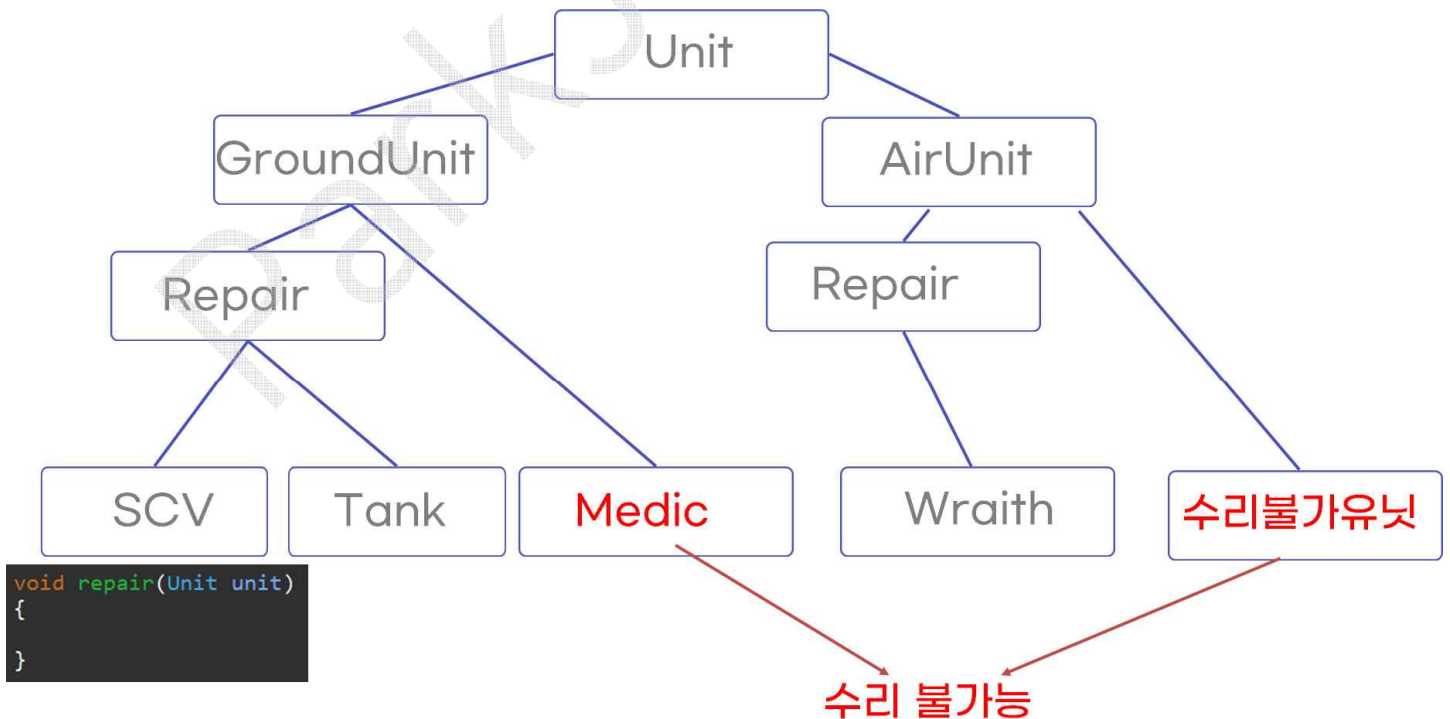 Unit
GroundUnit
AirUnit
Repair
Repair
SCV
Tank
Medic
Wraith
수리불가유닛
void repair(Unit unit)
{
}
수리 불가능
Park